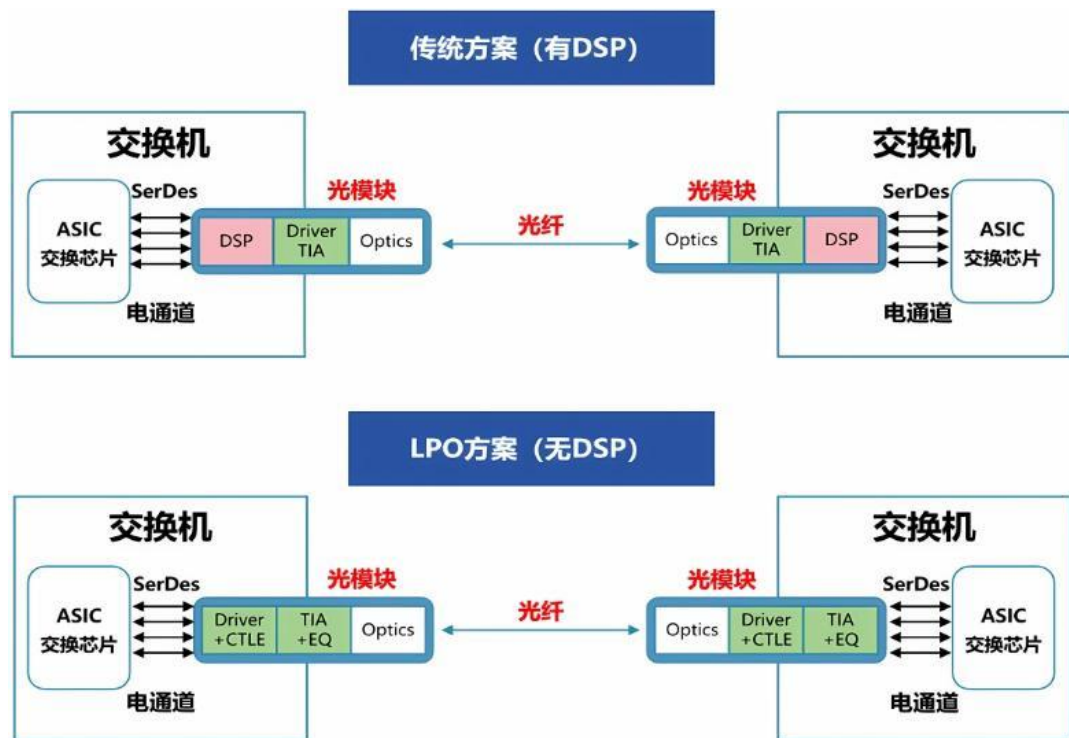 传统方案（有DSP）
交换机
SerDes
ASIC
交换芯片
电通道
光模块
DSP
Driver
TIA
Optics
光纤
光模块
Optics
Driver
TIA
DSP
交换机
SerDes
ASIC
交换芯片
电通道
LPO方案（无DSP）
交换机
SerDes
ASIC
交换芯片
电通道
光模块
Driver
+CTLE
TIA
+EQ
Optics
光纤
光模块
Optics
Driver
+CTLE
TIA
+EQ
交换机
SerDes
ASIC
交换芯片
电通道